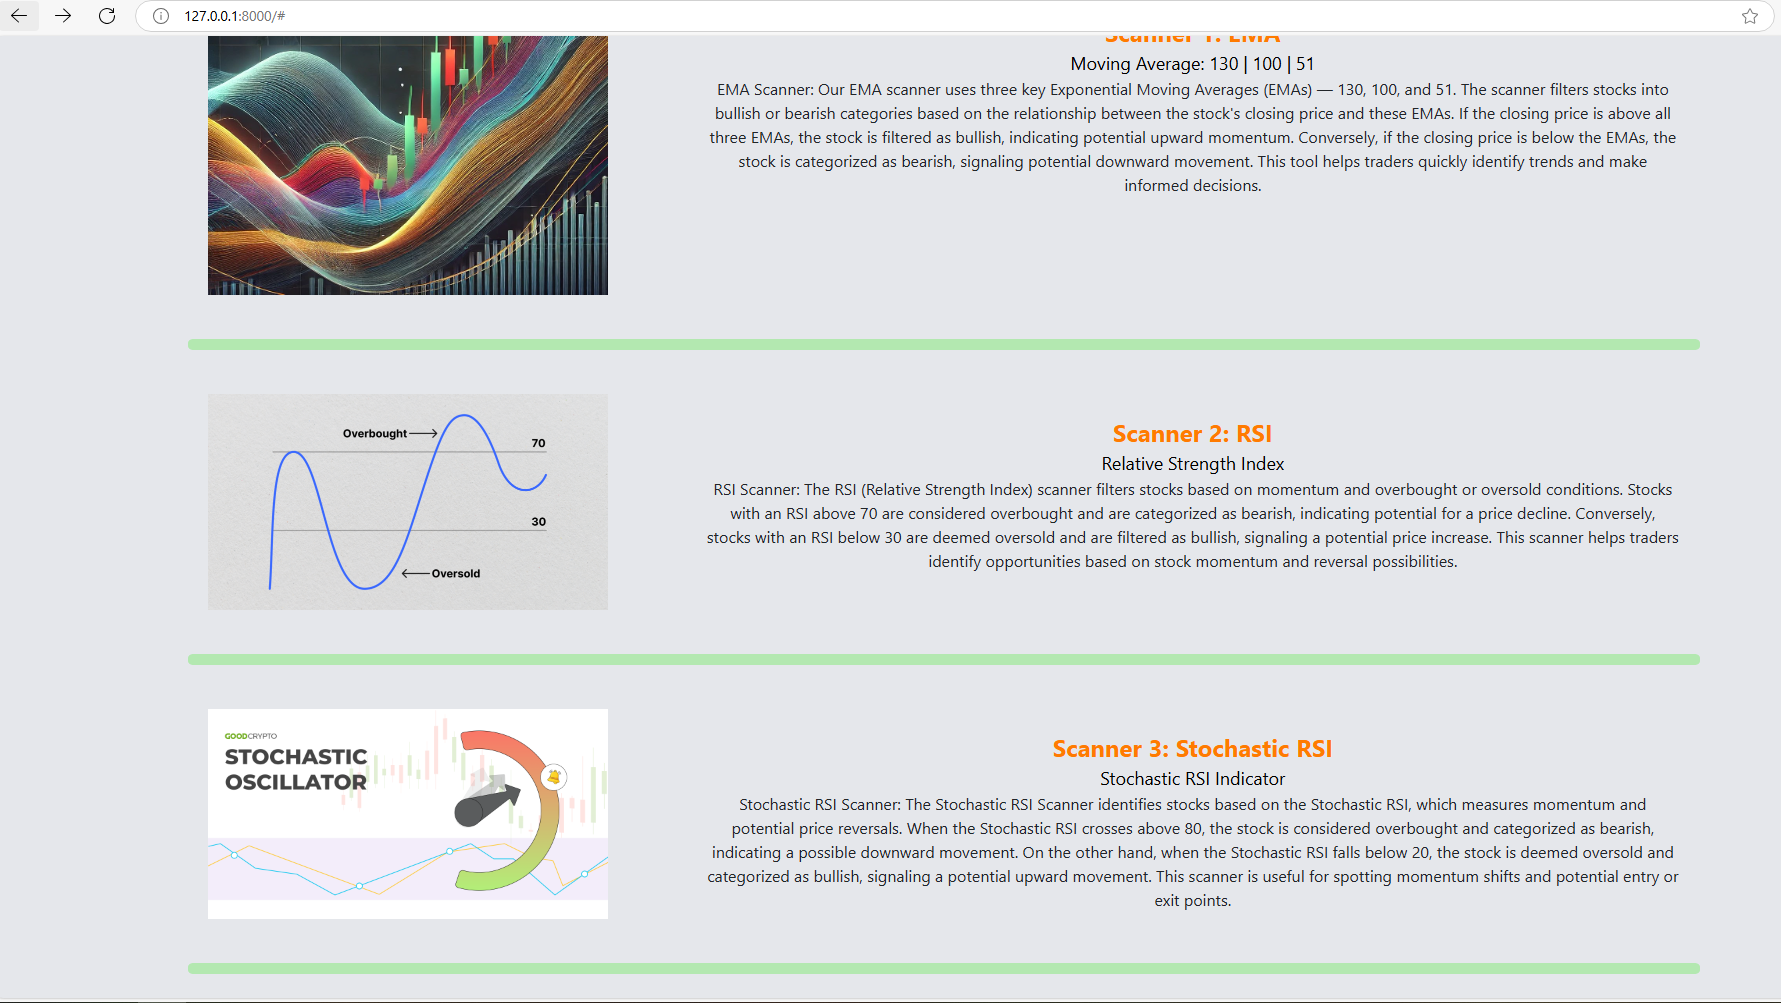 127.0.0.1:8000/#
Scanner 1: EMA
Moving Average: 130 | 100 | 51
EMA Scanner: Our EMA scanner uses three key Exponential Moving Averages (EMAs) — 130, 100, and 51. The scanner filters stocks into
bullish or bearish categories based on the relationship between the stock's closing price and these EMAs. If the closing price is above all
three EMAs, the stock is filtered as bullish, indicating potential upward momentum. Conversely, if the closing price is below the EMAs, the
stock is categorized as bearish, signaling potential downward movement. This tool helps traders quickly identify trends and make
informed decisions.
Overbought
70
30
Oversold
Scanner 2: RSI
Relative Strength Index
RSI Scanner: The RSI (Relative Strength Index) scanner filters stocks based on momentum and overbought or oversold conditions. Stocks
with an RSI above 70 are considered overbought and are categorized as bearish, indicating potential for a price decline. Conversely,
stocks with an RSI below 30 are deemed oversold and are filtered as bullish, signaling a potential price increase. This scanner helps traders
identify opportunities based on stock momentum and reversal possibilities.
GOODCRYPTO
STOCHASTIC
OSCILLATOR
Scanner 3: Stochastic RSI
Stochastic RSI Indicator
Stochastic RSI Scanner: The Stochastic RSI Scanner identifies stocks based on the Stochastic RSI, which measures momentum and
potential price reversals. When the Stochastic RSI crosses above 80, the stock is considered overbought and categorized as bearish,
indicating a possible downward movement. On the other hand, when the Stochastic RSI falls below 20, the stock is deemed oversold and
categorized as bullish, signaling a potential upward movement. This scanner is useful for spotting momentum shifts and potential entry or
exit points.